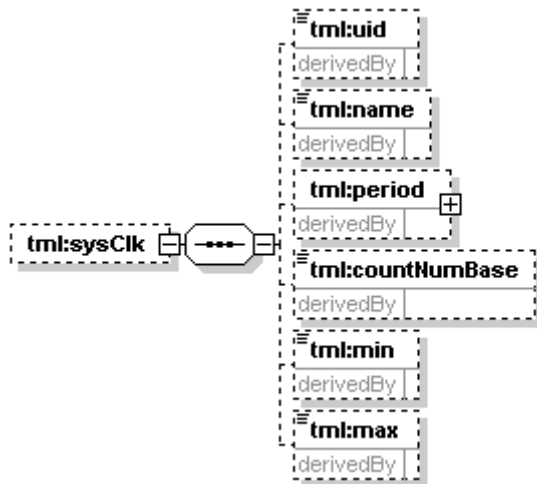 tml:uid
derivedBy
tml:name
derivedBy
tml:period
derivedBy
tml:sysClk
tml:countNumBase
derivedBy
tml:min
derivedBy
tml:max
derivedBy